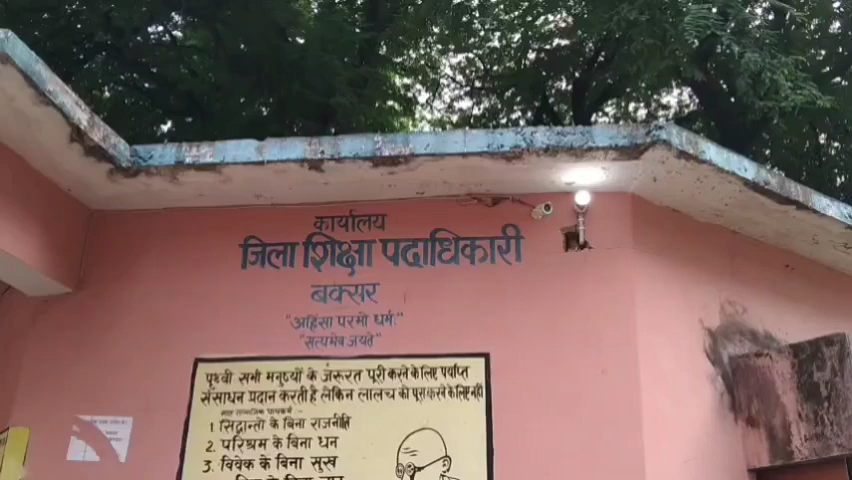 कार्यालय
जिला शिक्षा पदाधिकारी
बक्सर
"अहिंसा परमो धर्मः"
"सत्यमेव जयते"
पृथ्वी सभी मनुष्यों के जरूरत पूरी करने के लिए पर्याप्त
संसाधन प्रदान करती है लेकिन लालच को पूरा करने के लिए नहीं
सात सामाजिक पापकर्म :-
1. सिद्धान्तो के बिना राजनीति
2. परिश्रम के बिना धन
3. विवेक के बिना सुख